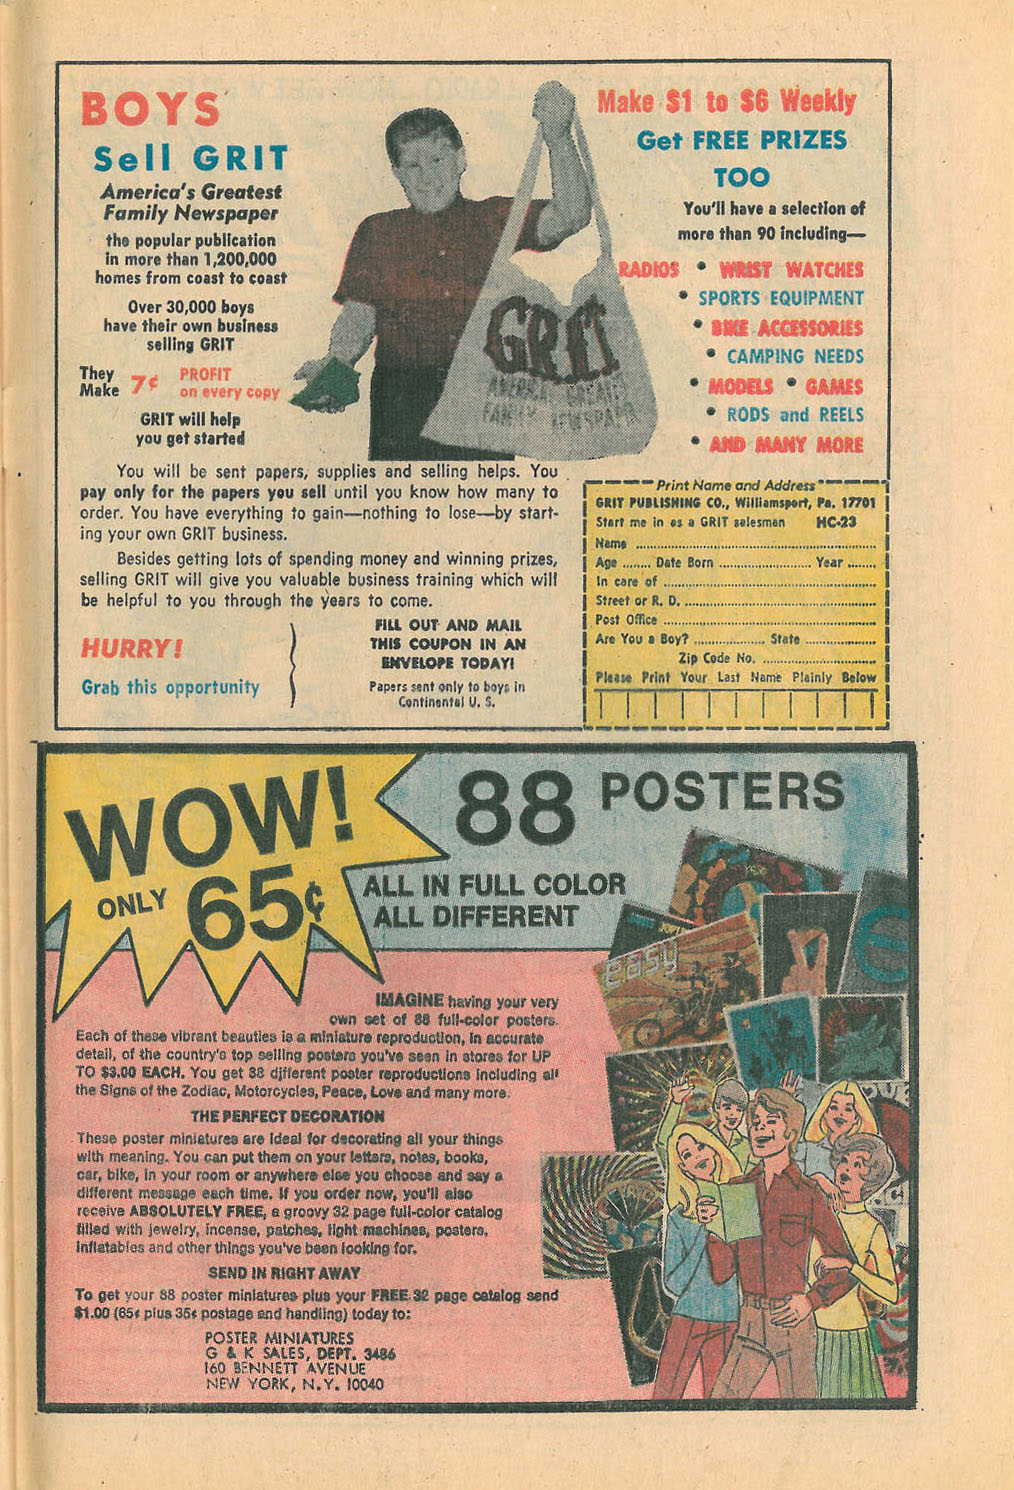 BOYS
Sell GRIT
America's Greatest
Family Newspaper
the popular publication
in more than 1,200,000
homes from coast to coast
Over 30,000 boys
have their own business
selling GRIT
They Make 7¢ PROFIT on every copy
GRIT will help
you get started
GRIT
AMERICA'S GREATEST
FAMILY NEWSPAPER
Make $1 to $6 Weekly
Get FREE PRIZES
TOO
You'll have a selection of
more than 90 including—
RADIOS • WRIST WATCHES
• SPORTS EQUIPMENT
• BIKE ACCESSORIES
• CAMPING NEEDS
• MODELS • GAMES
• RODS and REELS
• AND MANY MORE
You will be sent papers, supplies and selling helps. You
pay only for the papers you sell until you know how many to
order. You have everything to gain—nothing to lose—by start-
ing your own GRIT business.
Besides getting lots of spending money and winning prizes,
selling GRIT will give you valuable business training which will
be helpful to you through the years to come.
HURRY!
Grab this opportunity
FILL OUT AND MAIL
THIS COUPON IN AN
ENVELOPE TODAY!
Papers sent only to boys in
Continental U. S.
Print Name and Address
GRIT PUBLISHING CO., Williamsport, Pa. 17701
Start me in as a GRIT salesman HC-23
Name
Age ........ Date Born ........................ Year ........
In care of
Street or R. D.
Post Office
Are You a Boy? .................. State ..................
Zip Code No.
Please Print Your Last Name Plainly Below
WOW!
ONLY 65¢
88 POSTERS
ALL IN FULL COLOR
ALL DIFFERENT
easy
IMAGINE having your very
own set of 88 full-color posters.
Each of these vibrant beauties is a miniature reproduction, in accurate
detail, of the country's top selling posters you've seen in stores for UP
TO $3.00 EACH. You get 88 different poster reproductions including all
the Signs of the Zodiac, Motorcycles, Peace, Love and many more.
THE PERFECT DECORATION
These poster miniatures are ideal for decorating all your things
with meaning. You can put them on your letters, notes, books,
car, bike, in your room or anywhere else you choose and say a
different message each time. If you order now, you'll also
receive ABSOLUTELY FREE, a groovy 32 page full-color catalog
filled with jewelry, incense, patches, light machines, posters,
inflatables and other things you've been looking for.
SEND IN RIGHT AWAY
To get your 88 poster miniatures plus your FREE 32 page catalog send
$1.00 (65¢ plus 35¢ postage and handling) today to:
POSTER MINIATURES
G & K SALES, DEPT. 3486
160 BENNETT AVENUE
NEW YORK, N.Y. 10040